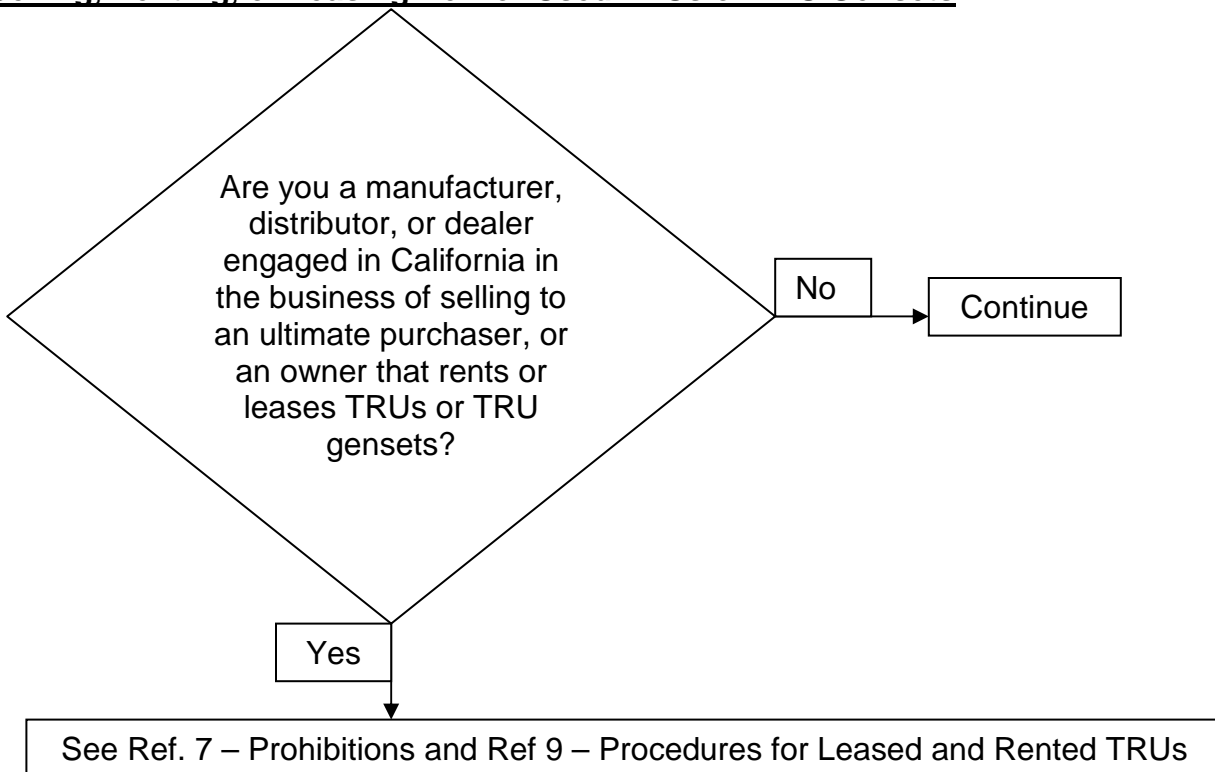 Are you a manufacturer,
distributor, or dealer
engaged in California in
the business of selling to
an ultimate purchaser, or
an owner that rents or
leases TRUs or TRU
gensets?
No
Continue
Yes
See Ref. 7 – Prohibitions and Ref 9 – Procedures for Leased and Rented TRUs